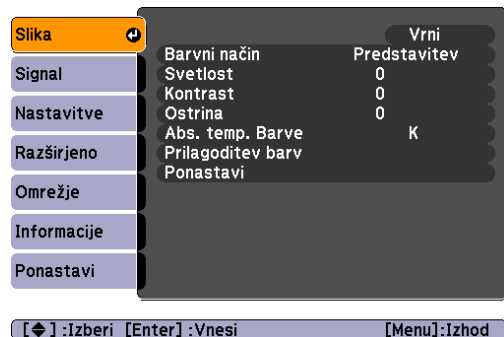 Slika
Signal
Nastavitve
Razširjeno
Omrežje
Informacije
Ponastavi
Vrni
Barvni način Predstavitev
Svetlost 0
Kontrast 0
Ostrina 0
Abs. temp. Barve K
Prilagoditev barv
Ponastavi
[◆] :Izberi [Enter] :Vnesi [Menu]:Izhod